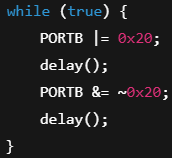 while (true) {
    PORTB |= 0x20;
    delay();
    PORTB &= ~0x20;
    delay();
}